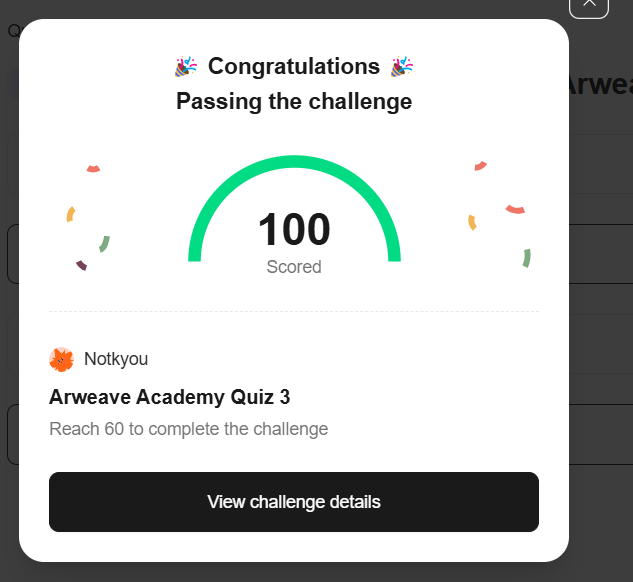 Congratulations
Passing the challenge
100
Scored
Notkyou
Arweave Academy Quiz 3
Reach 60 to complete the challenge
View challenge details